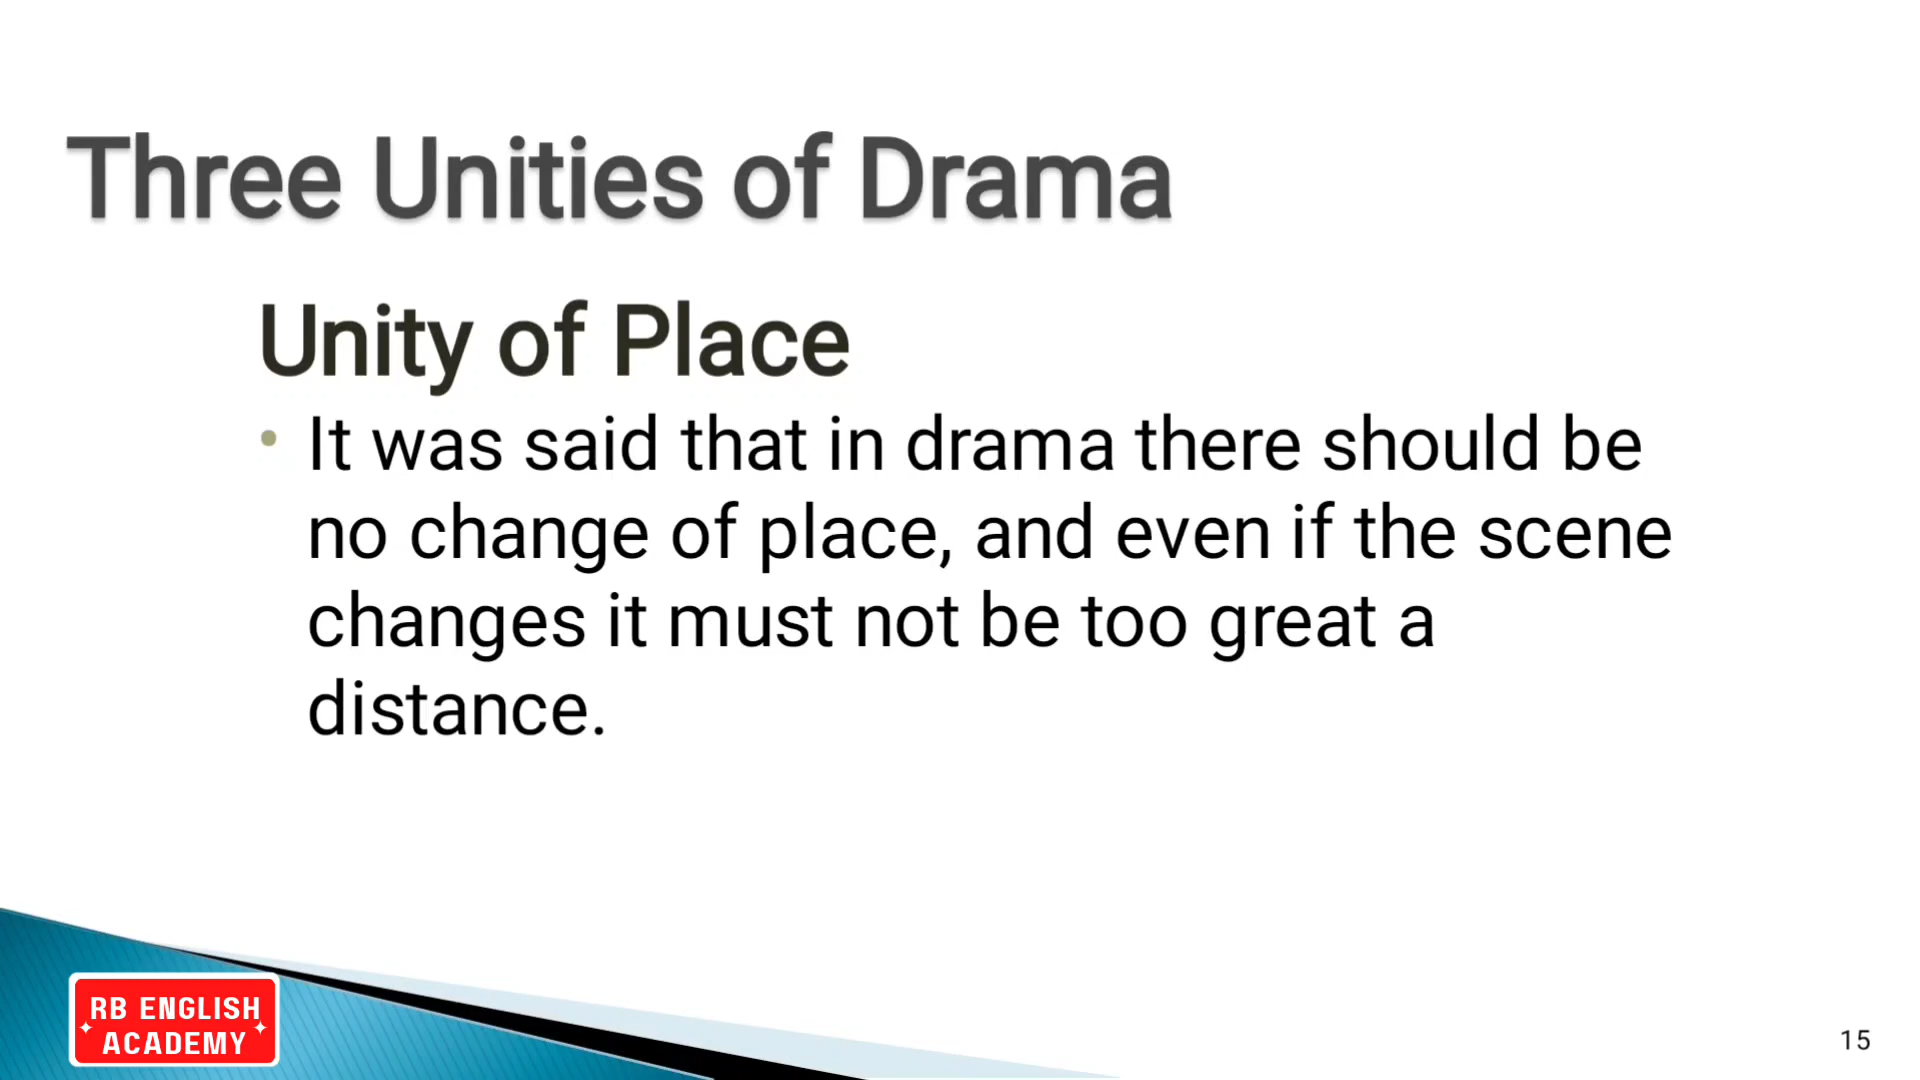 Three Unities of Drama
Unity of Place
• It was said that in drama there should be
no change of place, and even if the scene
changes it must not be too great a
distance.
RB ENGLISH
ACADEMY
15